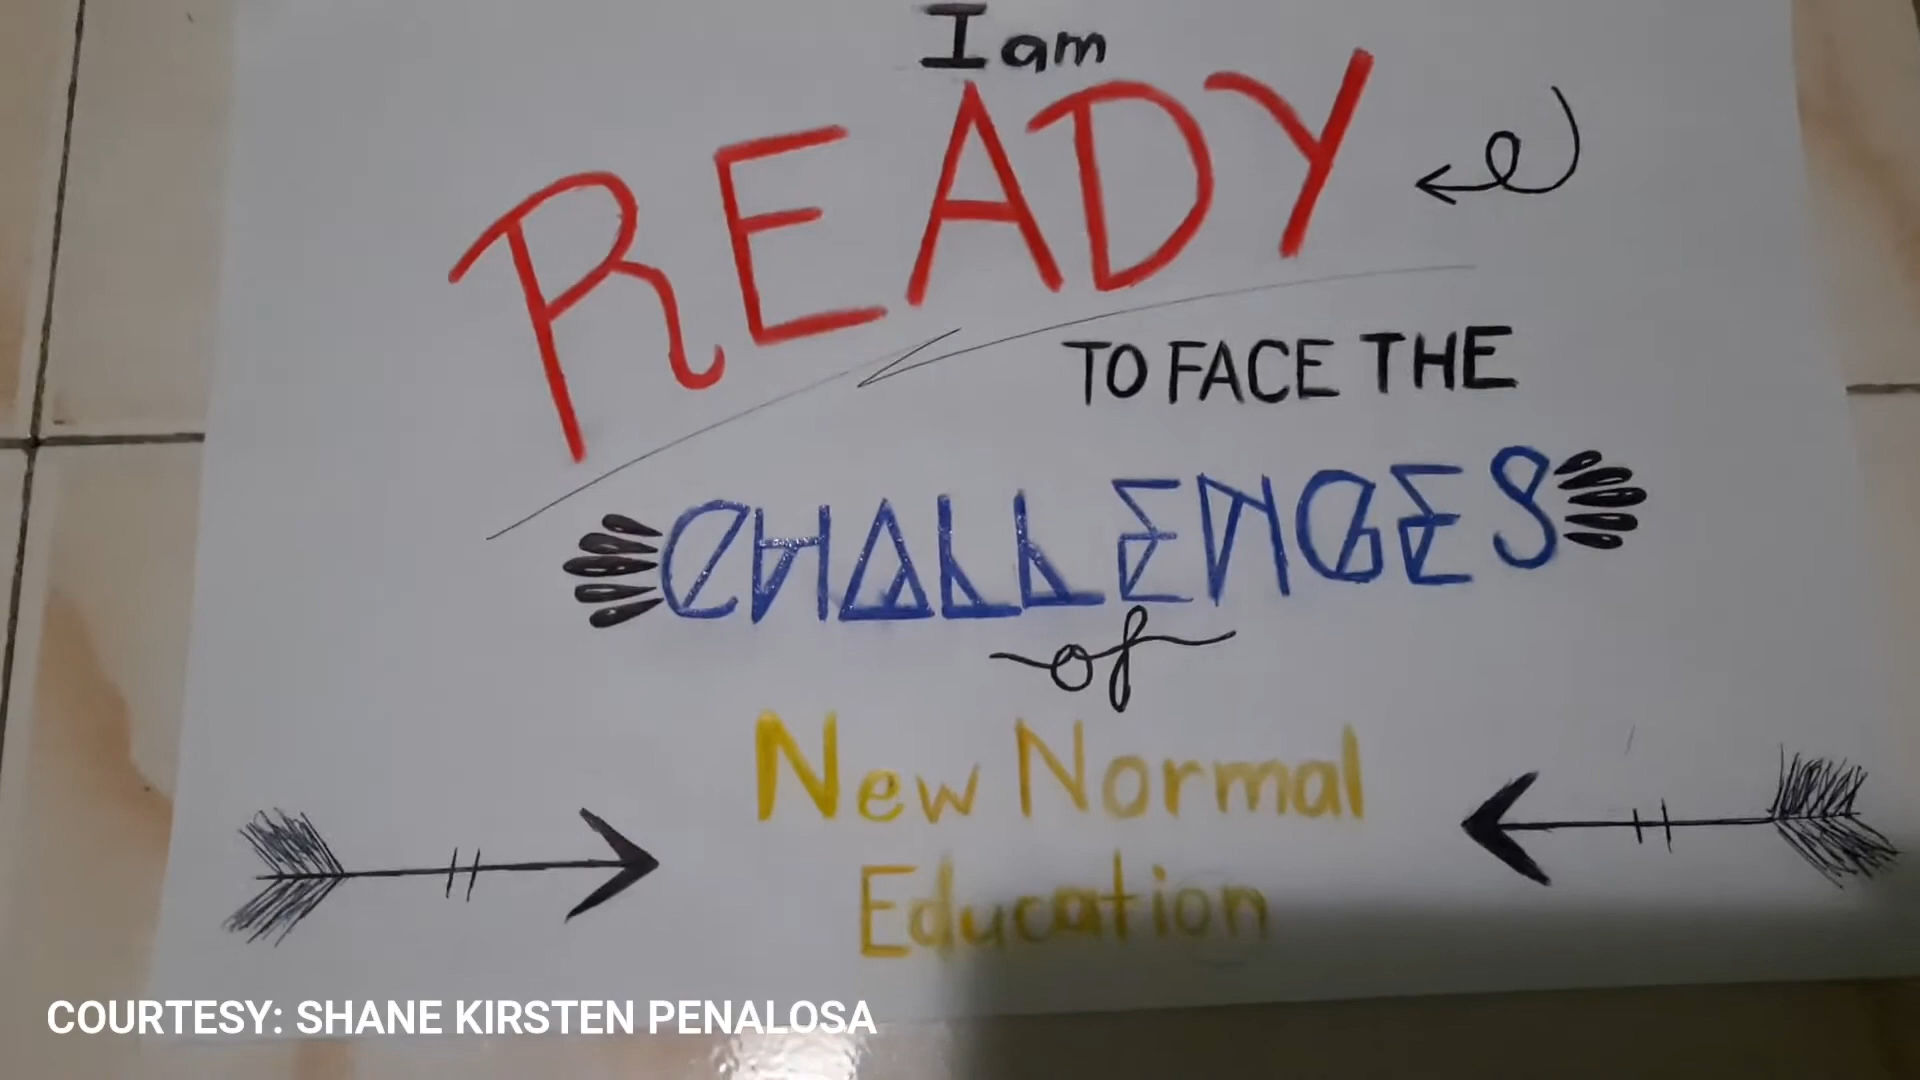 I am
READY
TO FACE THE
CHALLENGES
of
New Normal
Education
COURTESY: SHANE KIRSTEN PENALOSA